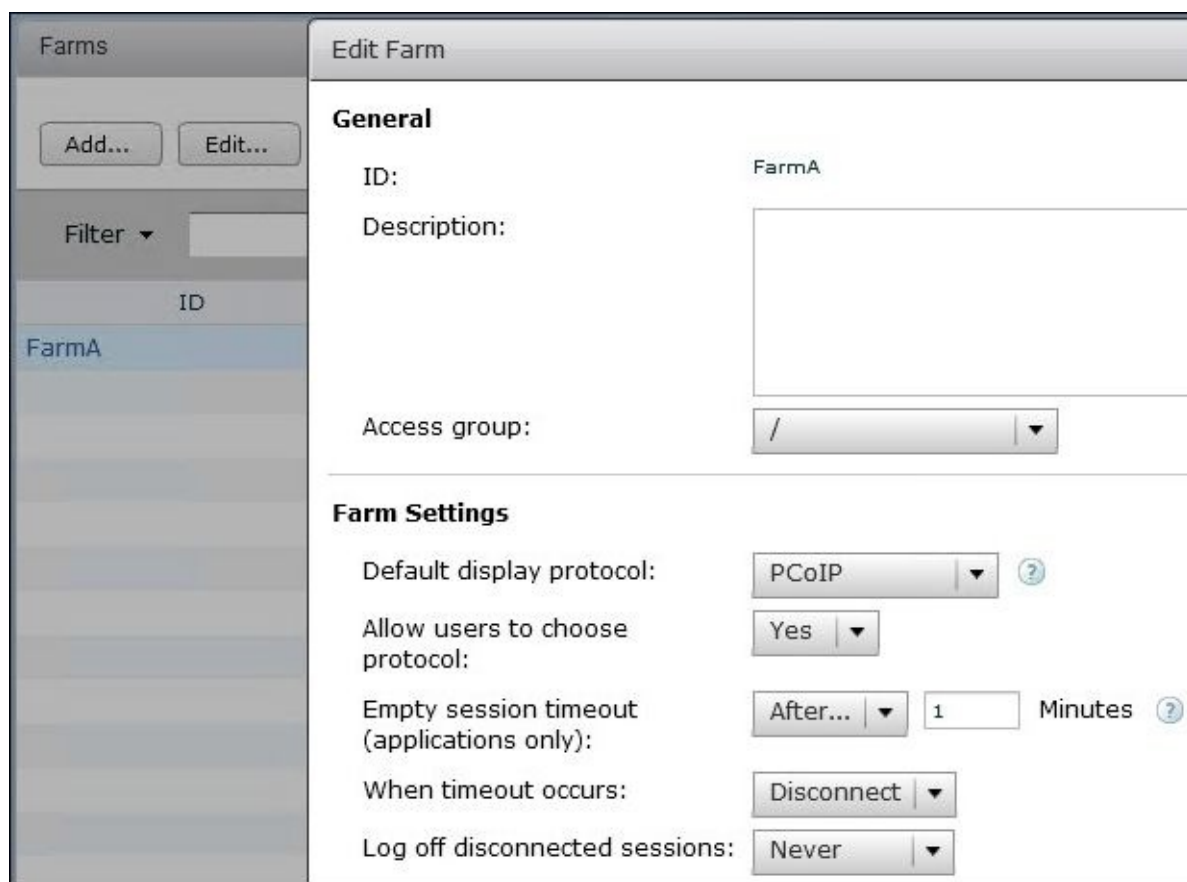 Farms
Edit Farm
Add...
Edit...
General
ID:
FarmA
Description:
Filter
ID
FarmA
Access group:
/
Farm Settings
Default display protocol:
PCoIP
?
Allow users to choose
protocol:
Yes
Empty session timeout
(applications only):
After...
1
Minutes
?
When timeout occurs:
Disconnect
Log off disconnected sessions:
Never